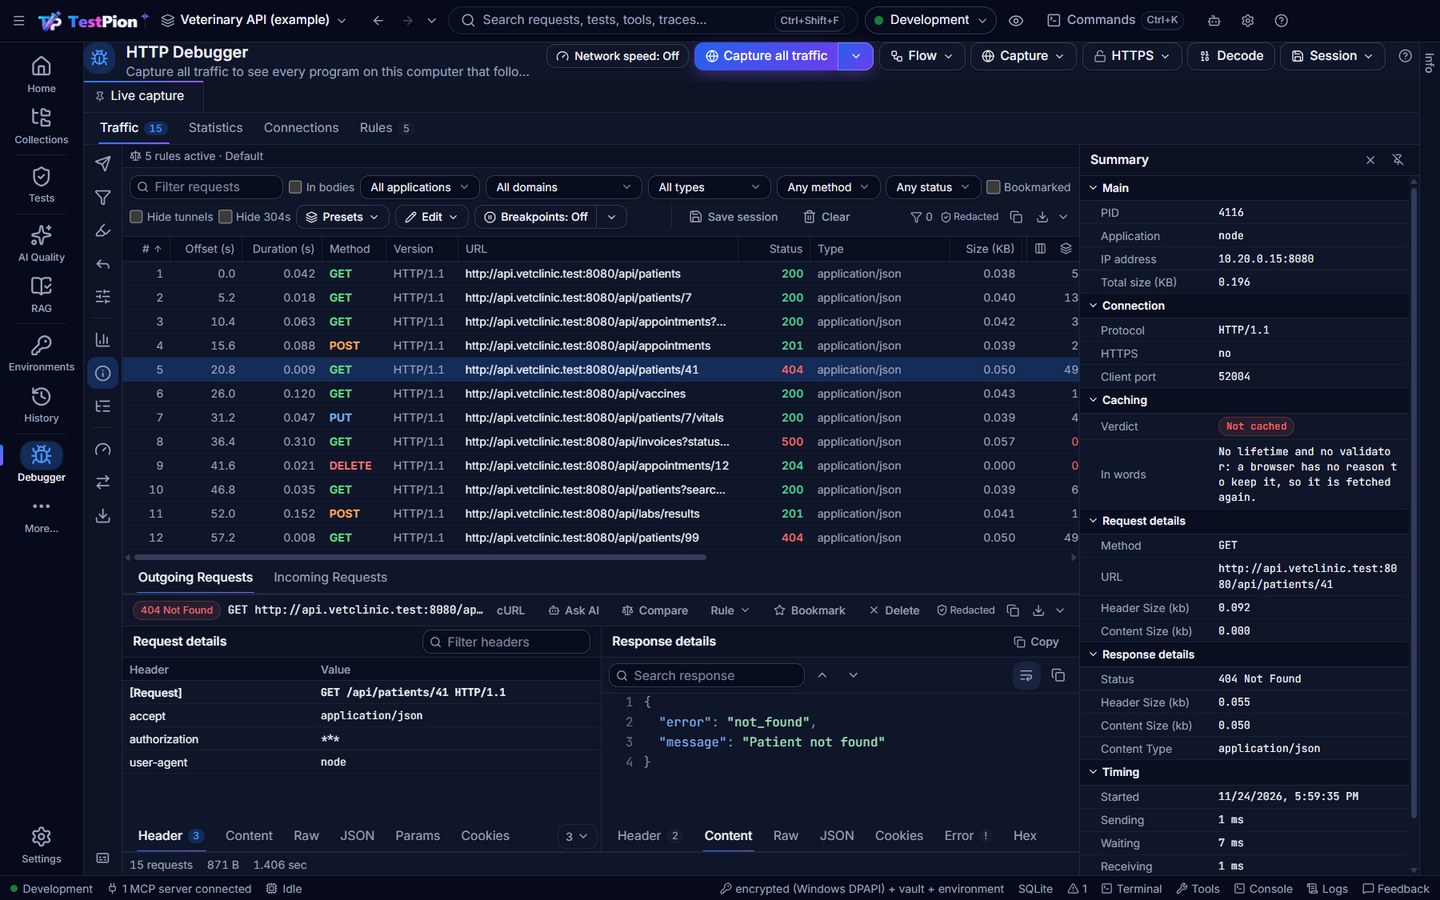 TestPion
Veterinary API (example)
Search requests, tests, tools, traces... Ctrl+Shift+F
Development
Commands Ctrl+K
Home
Collections
Tests
AI Quality
RAG
Environments
History
Debugger
More...
Settings
HTTP Debugger
Capture all traffic to see every program on this computer that follo...
Network speed: Off
Capture all traffic
Flow
Capture
HTTPS
Decode
Session
Info
Live capture
Traffic 15 Statistics Connections Rules 5
5 rules active · Default
Filter requests In bodies All applications All domains All types Any method Any status Bookmarked
Hide tunnels Hide 304s Presets Edit Breakpoints: Off Save session Clear 0 Redacted
# ↑ Offset (s) Duration (s) Method Version URL Status Type Size (KB)
1 0.0 0.042 GET HTTP/1.1 http://api.vetclinic.test:8080/api/patients 200 application/json 0.038 5
2 5.2 0.018 GET HTTP/1.1 http://api.vetclinic.test:8080/api/patients/7 200 application/json 0.040 13
3 10.4 0.063 GET HTTP/1.1 http://api.vetclinic.test:8080/api/appointments?... 200 application/json 0.042 3
4 15.6 0.088 POST HTTP/1.1 http://api.vetclinic.test:8080/api/appointments 201 application/json 0.039 2
5 20.8 0.009 GET HTTP/1.1 http://api.vetclinic.test:8080/api/patients/41 404 application/json 0.050 49
6 26.0 0.120 GET HTTP/1.1 http://api.vetclinic.test:8080/api/vaccines 200 application/json 0.043 1
7 31.2 0.047 PUT HTTP/1.1 http://api.vetclinic.test:8080/api/patients/7/vitals 200 application/json 0.039 4
8 36.4 0.310 GET HTTP/1.1 http://api.vetclinic.test:8080/api/invoices?status... 500 application/json 0.057 0
9 41.6 0.021 DELETE HTTP/1.1 http://api.vetclinic.test:8080/api/appointments/12 204 application/json 0.000 0
10 46.8 0.035 GET HTTP/1.1 http://api.vetclinic.test:8080/api/patients?searc... 200 application/json 0.039 6
11 52.0 0.152 POST HTTP/1.1 http://api.vetclinic.test:8080/api/labs/results 201 application/json 0.041 1
12 57.2 0.008 GET HTTP/1.1 http://api.vetclinic.test:8080/api/patients/99 404 application/json 0.050 49
Outgoing Requests Incoming Requests
404 Not Found GET http://api.vetclinic.test:8080/ap... cURL Ask AI Compare Rule Bookmark Delete Redacted
Request details Filter headers
Header Value
[Request] GET /api/patients/41 HTTP/1.1
accept application/json
authorization ***
user-agent node
Header 3 Content Raw JSON Params Cookies 3
Response details Copy
Search response
1 {
2 "error": "not_found",
3 "message": "Patient not found"
4 }
Header 2 Content Raw JSON Cookies Error ! Hex
15 requests 871 B 1.406 sec
Summary
Main
PID 4116
Application node
IP address 10.20.0.15:8080
Total size (KB) 0.196
Connection
Protocol HTTP/1.1
HTTPS no
Client port 52004
Caching
Verdict Not cached
In words No lifetime and no validato
r: a browser has no reason t
o keep it, so it is fetched
again.
Request details
Method GET
URL http://api.vetclinic.test:80
80/api/patients/41
Header Size (kb) 0.092
Content Size (kb) 0.000
Response details
Status 404 Not Found
Header Size (kb) 0.055
Content Size (kb) 0.050
Content Type application/json
Timing
Started 11/24/2026, 5:59:35 PM
Sending 1 ms
Waiting 7 ms
Receiving 1 ms
Development 1 MCP server connected Idle encrypted (Windows DPAPI) + vault + environment SQLite 1 Terminal Tools Console Logs Feedback